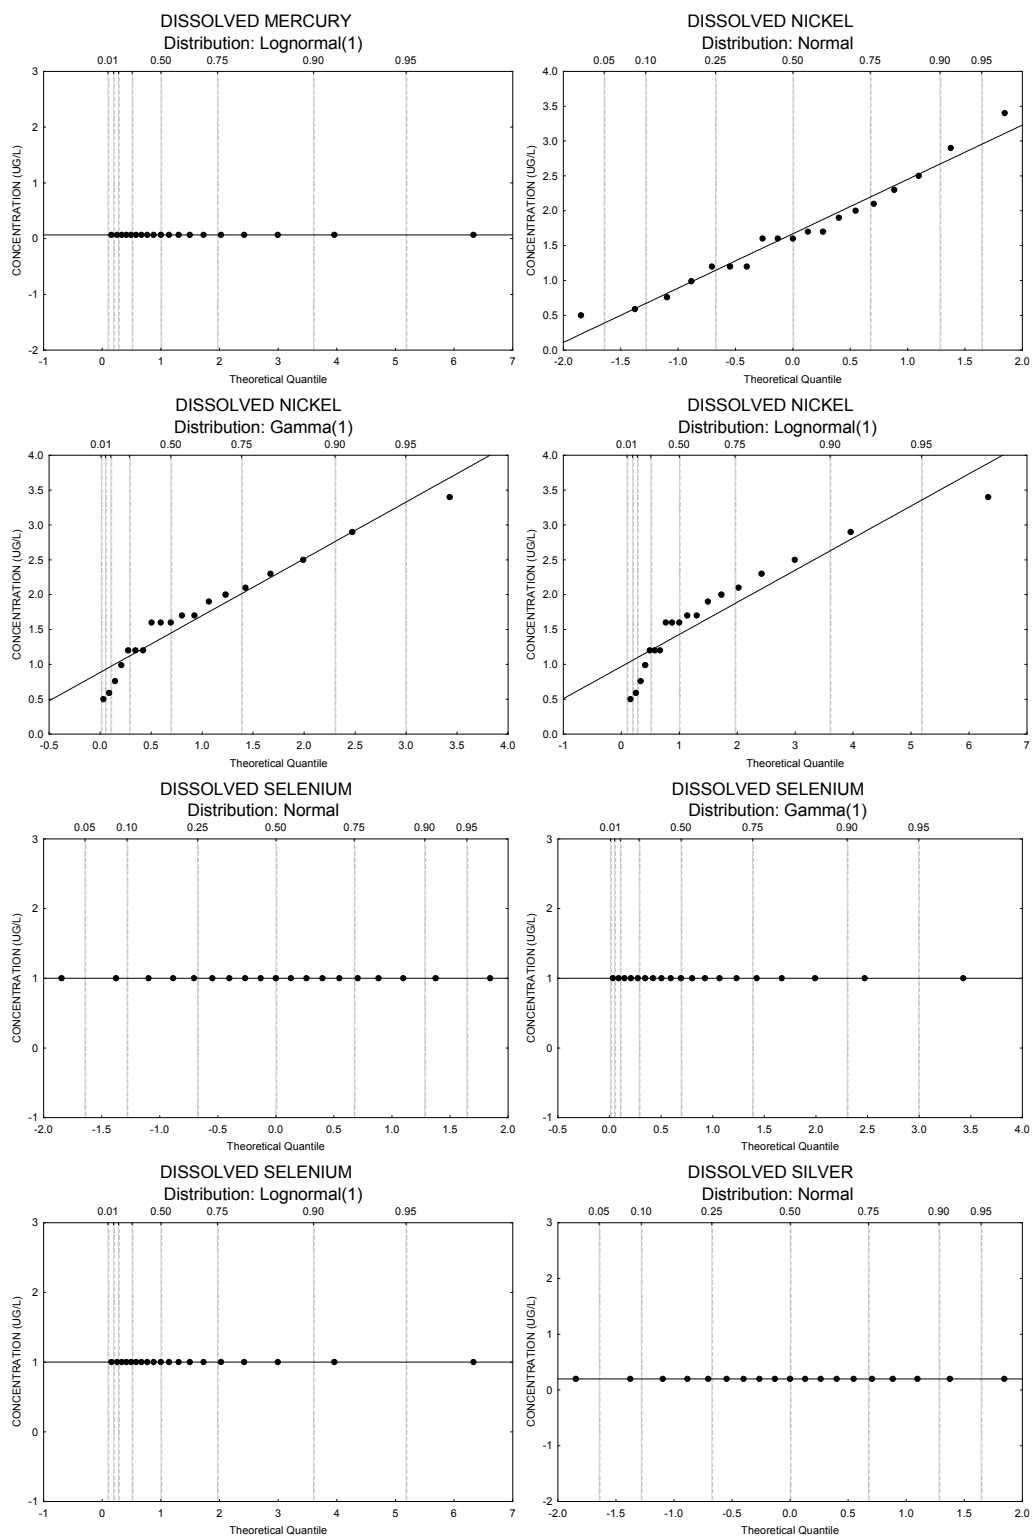 DISSOLVED MERCURY
Distribution: Lognormal(1)
0.01 0.50 0.75 0.90 0.95
CONCENTRATION (UG/L)
3
2
1
0
-1
-2
-1 0 1 2 3 4 5 6 7
Theoretical Quantile
DISSOLVED NICKEL
Distribution: Normal
0.05 0.10 0.25 0.50 0.75 0.90 0.95
CONCENTRATION (UG/L)
4.0
3.5
3.0
2.5
2.0
1.5
1.0
0.5
0.0
-2.0 -1.5 -1.0 -0.5 0.0 0.5 1.0 1.5 2.0
Theoretical Quantile
DISSOLVED NICKEL
Distribution: Gamma(1)
0.01 0.50 0.75 0.90 0.95
CONCENTRATION (UG/L)
4.0
3.5
3.0
2.5
2.0
1.5
1.0
0.5
0.0
-0.5 0.0 0.5 1.0 1.5 2.0 2.5 3.0 3.5 4.0
Theoretical Quantile
DISSOLVED NICKEL
Distribution: Lognormal(1)
0.01 0.50 0.75 0.90 0.95
CONCENTRATION (UG/L)
4.0
3.5
3.0
2.5
2.0
1.5
1.0
0.5
0.0
-1 0 1 2 3 4 5 6 7
Theoretical Quantile
DISSOLVED SELENIUM
Distribution: Normal
0.05 0.10 0.25 0.50 0.75 0.90 0.95
CONCENTRATION (UG/L)
3
2
1
0
-1
-2.0 -1.5 -1.0 -0.5 0.0 0.5 1.0 1.5 2.0
Theoretical Quantile
DISSOLVED SELENIUM
Distribution: Gamma(1)
0.01 0.50 0.75 0.90 0.95
CONCENTRATION (UG/L)
3
2
1
0
-1
-0.5 0.0 0.5 1.0 1.5 2.0 2.5 3.0 3.5 4.0
Theoretical Quantile
DISSOLVED SELENIUM
Distribution: Lognormal(1)
0.01 0.50 0.75 0.90 0.95
CONCENTRATION (UG/L)
3
2
1
0
-1
-1 0 1 2 3 4 5 6 7
Theoretical Quantile
DISSOLVED SILVER
Distribution: Normal
0.05 0.10 0.25 0.50 0.75 0.90 0.95
CONCENTRATION (UG/L)
3
2
1
0
-1
-2
-2.0 -1.5 -1.0 -0.5 0.0 0.5 1.0 1.5 2.0
Theoretical Quantile